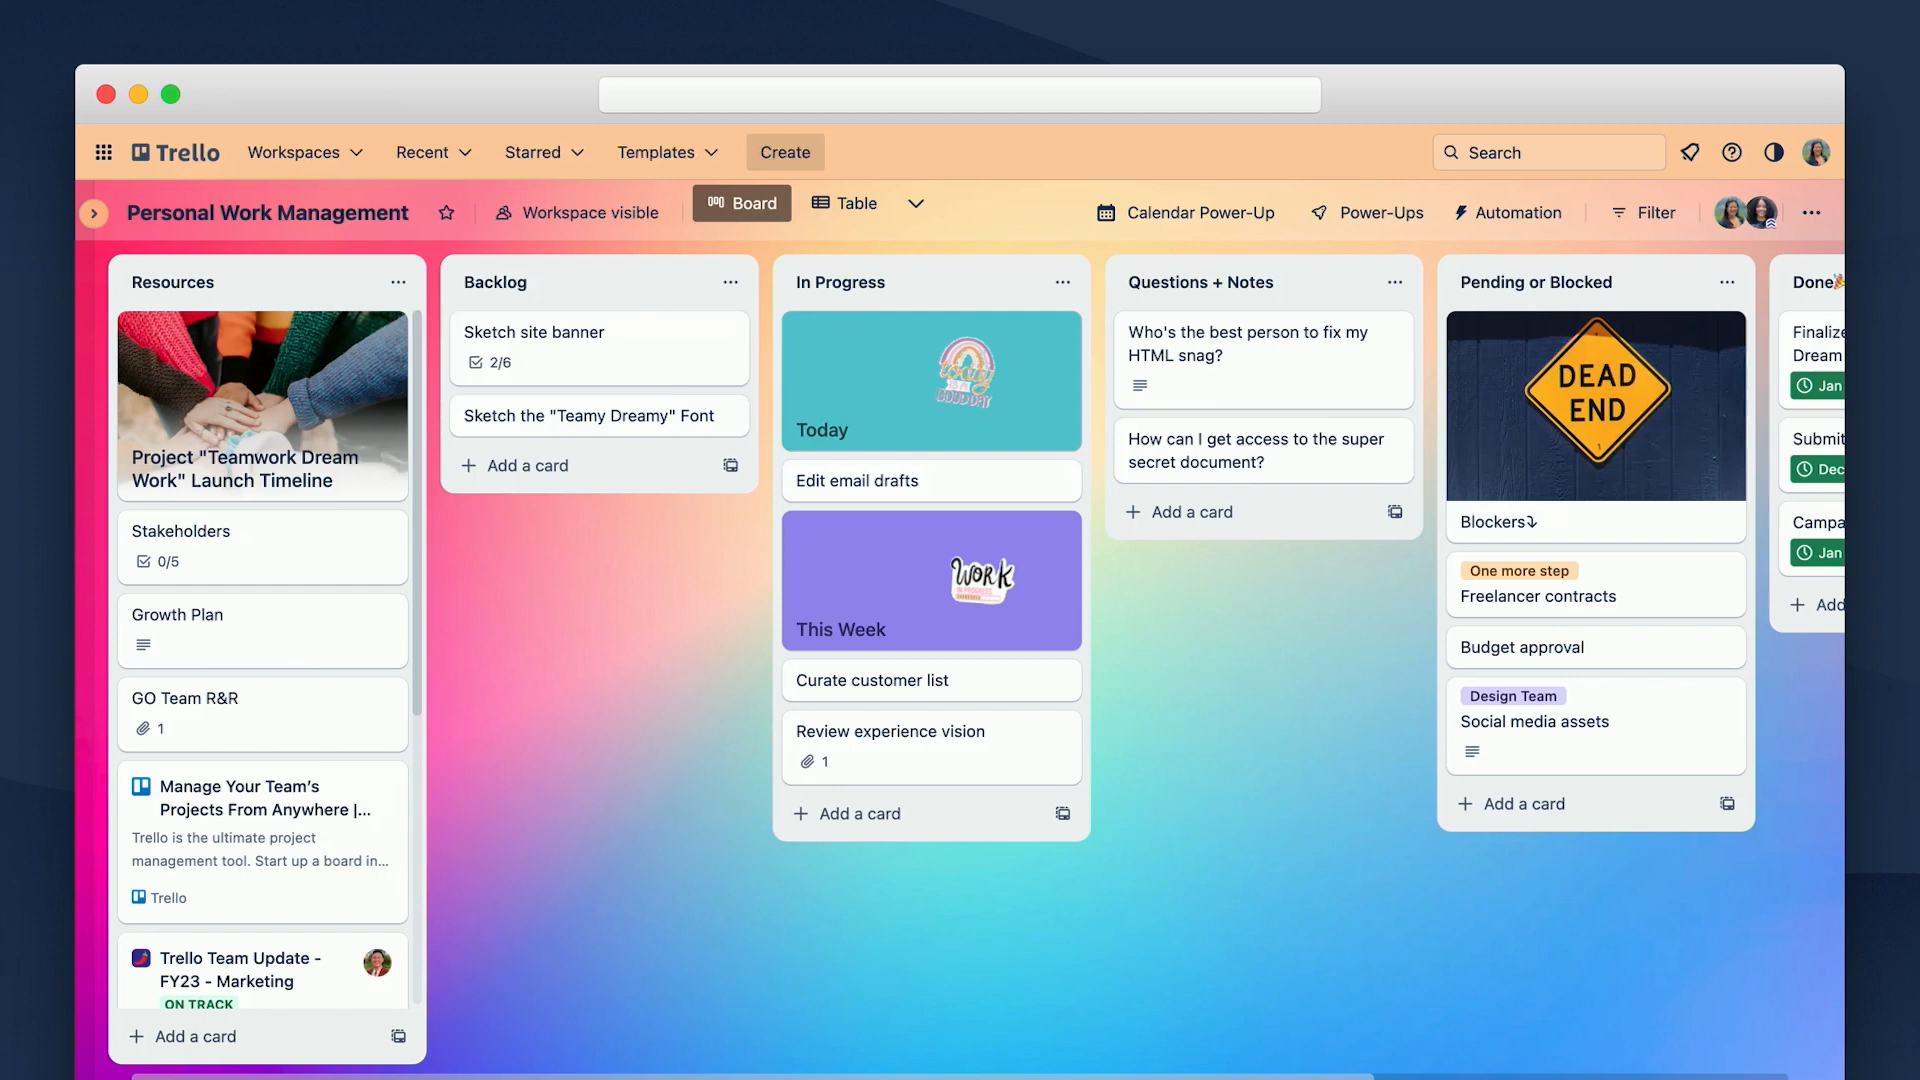 Trello
Workspaces
Recent
Starred
Templates
Create
Search
Personal Work Management
Workspace visible
Board
Table
Calendar Power-Up
Power-Ups
Automation
Filter
Resources
Project "Teamwork Dream
Work" Launch Timeline
Stakeholders
0/5
Growth Plan
GO Team R&R
1
Manage Your Team’s
Projects From Anywhere |...
Trello is the ultimate project
management tool. Start up a board in...
Trello
Trello Team Update -
FY23 - Marketing
ON TRACK
Add a card
Backlog
Sketch site banner
2/6
Sketch the "Teamy Dreamy" Font
Add a card
In Progress
TODAY
IS A
GOOD DAY
Today
Edit email drafts
WORK
IN PROGRESS
This Week
Curate customer list
Review experience vision
1
Add a card
Questions + Notes
Who's the best person to fix my
HTML snag?
How can I get access to the super
secret document?
Add a card
Pending or Blocked
DEAD
END
Blockers
One more step
Freelancer contracts
Budget approval
Design Team
Social media assets
Add a card
Done
Finalize
Dream
Jan
Submit
Dec
Campa
Jan
Add